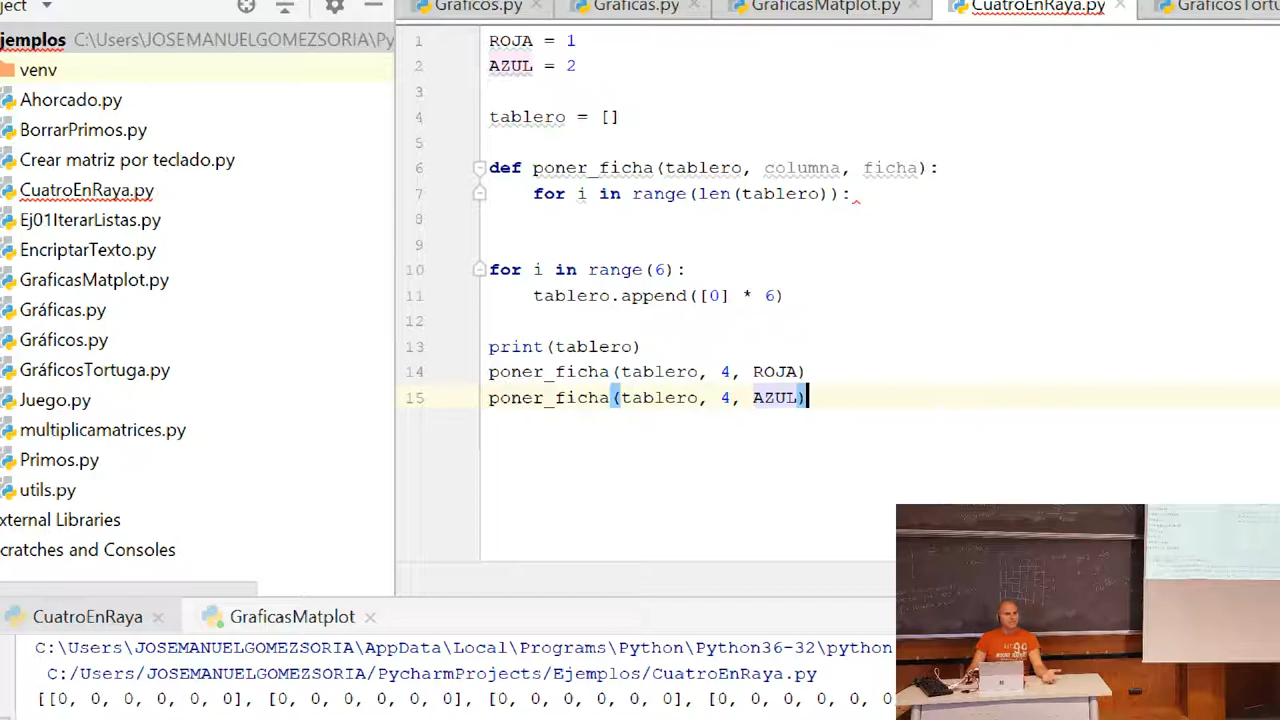 ject
Gráficos.py
Gráficas.py
GraficasMatplot.py
CuatroEnRaya.py
GráficosTortu
jemplos C:\Users\JOSEMANUELGOMEZSORIA\Py
venv
Ahorcado.py
BorrarPrimos.py
Crear matriz por teclado.py
CuatroEnRaya.py
Ej01IterarListas.py
EncriptarTexto.py
GraficasMatplot.py
Gráficas.py
Gráficos.py
GráficosTortuga.py
Juego.py
multiplicamatrices.py
Primos.py
utils.py
xternal Libraries
cratches and Consoles
1 ROJA = 1
2 AZUL = 2
3
4 tablero = []
5
6 def poner_ficha(tablero, columna, ficha):
7 for i in range(len(tablero)):
8
9
10 for i in range(6):
11 tablero.append([0] * 6)
12
13 print(tablero)
14 poner_ficha(tablero, 4, ROJA)
15 poner_ficha(tablero, 4, AZUL)
CuatroEnRaya
GraficasMatplot
C:\Users\JOSEMANUELGOMEZSORIA\AppData\Local\Programs\Python\Python36-32\python
C:/Users/JOSEMANUELGOMEZSORIA/PycharmProjects/Ejemplos/CuatroEnRaya.py
[[0, 0, 0, 0, 0, 0], [0, 0, 0, 0, 0, 0], [0, 0, 0, 0, 0, 0], [0, 0, 0, 0, 0